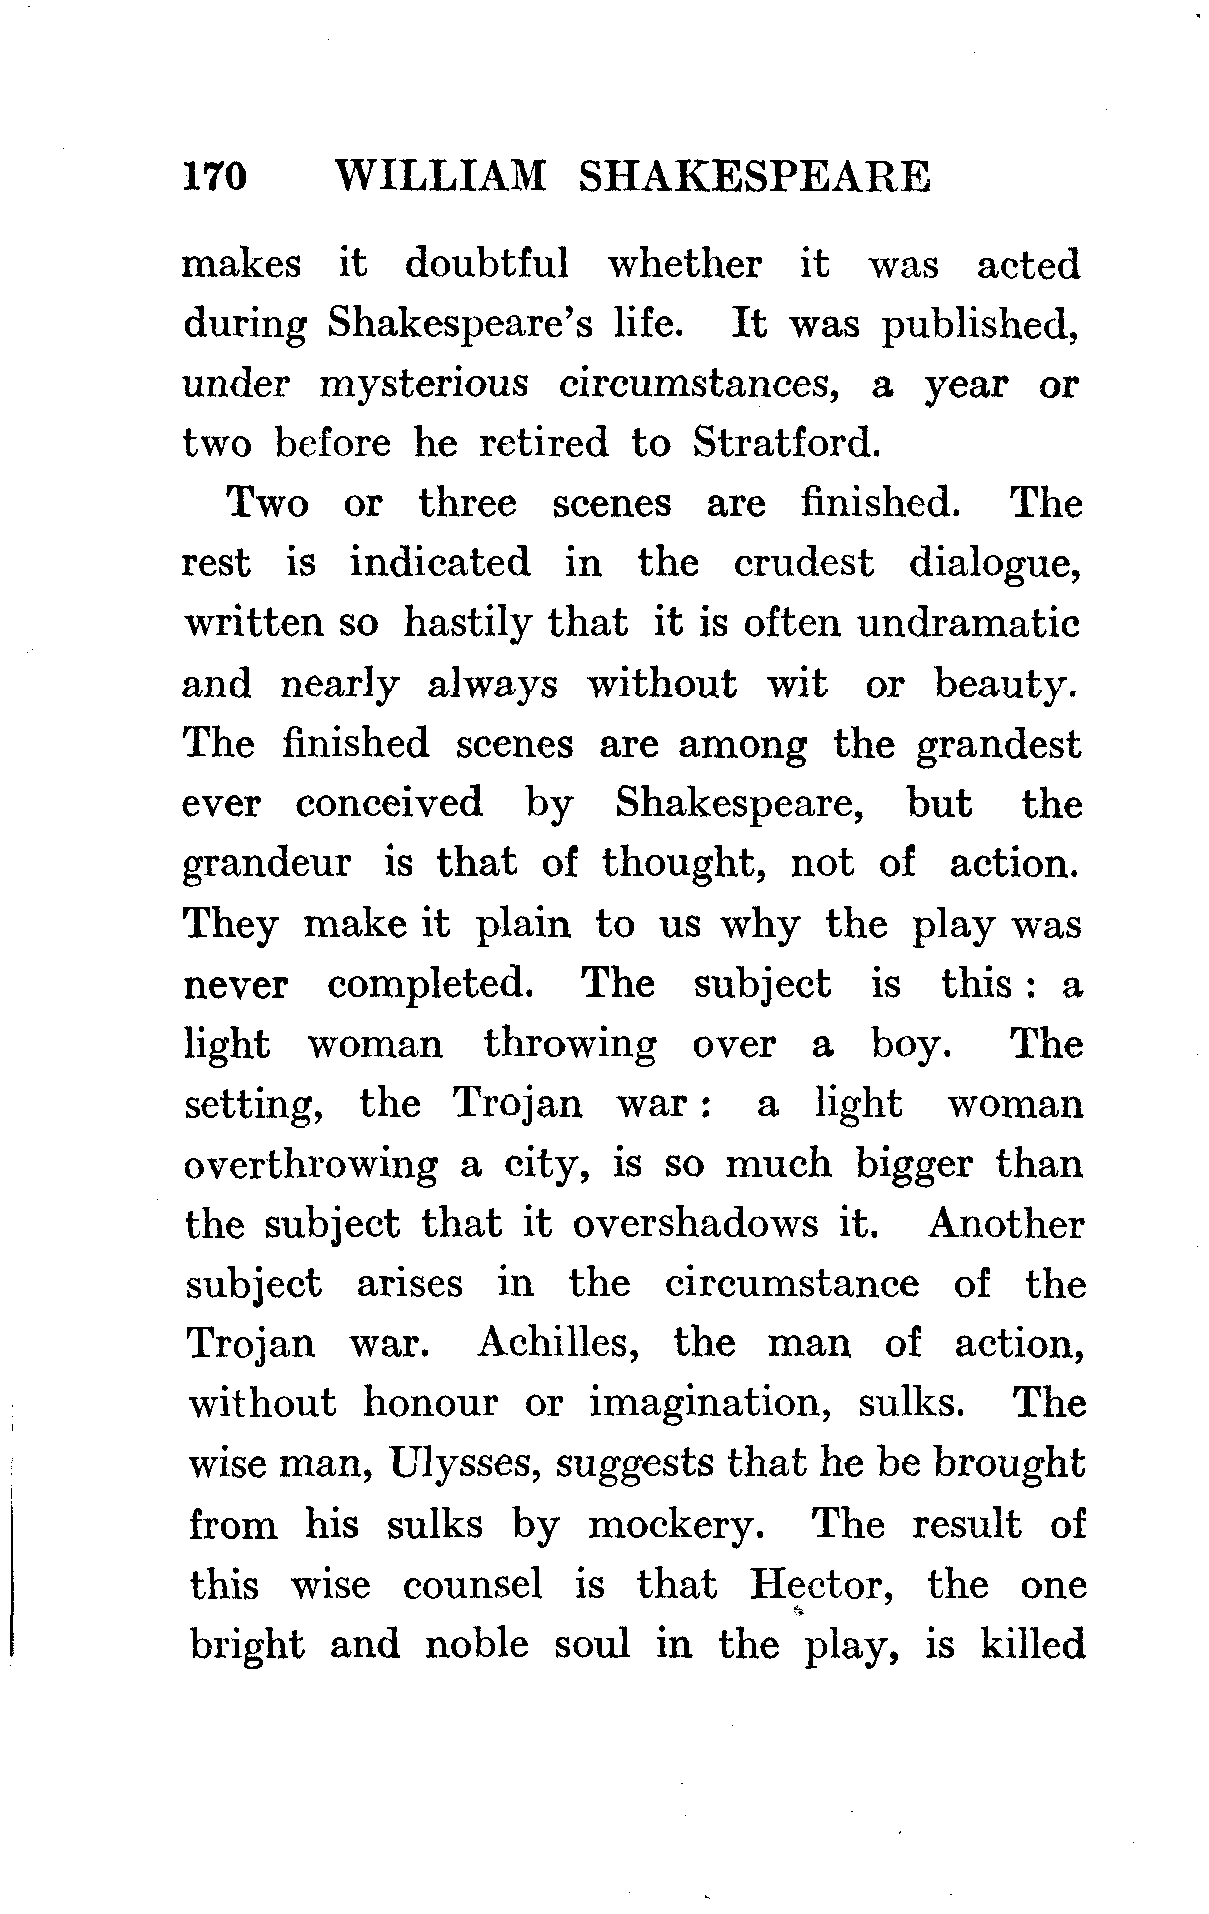 170 WILLIAM SHAKESPEARE
makes it doubtful whether it was acted
during Shakespeare's life. It was published,
under mysterious circumstances, a year or
two before he retired to Stratford.
Two or three scenes are finished. The
rest is indicated in the crudest dialogue,
written so hastily that it is often undramatic
and nearly always without wit or beauty.
The finished scenes are among the grandest
ever conceived by Shakespeare, but the
grandeur is that of thought, not of action.
They make it plain to us why the play was
never completed. The subject is this : a
light woman throwing over a boy. The
setting, the Trojan war : a light woman
overthrowing a city, is so much bigger than
the subject that it overshadows it. Another
subject arises in the circumstance of the
Trojan war. Achilles, the man of action,
without honour or imagination, sulks. The
wise man, Ulysses, suggests that he be brought
from his sulks by mockery. The result of
this wise counsel is that Hector, the one
bright and noble soul in the play, is killed